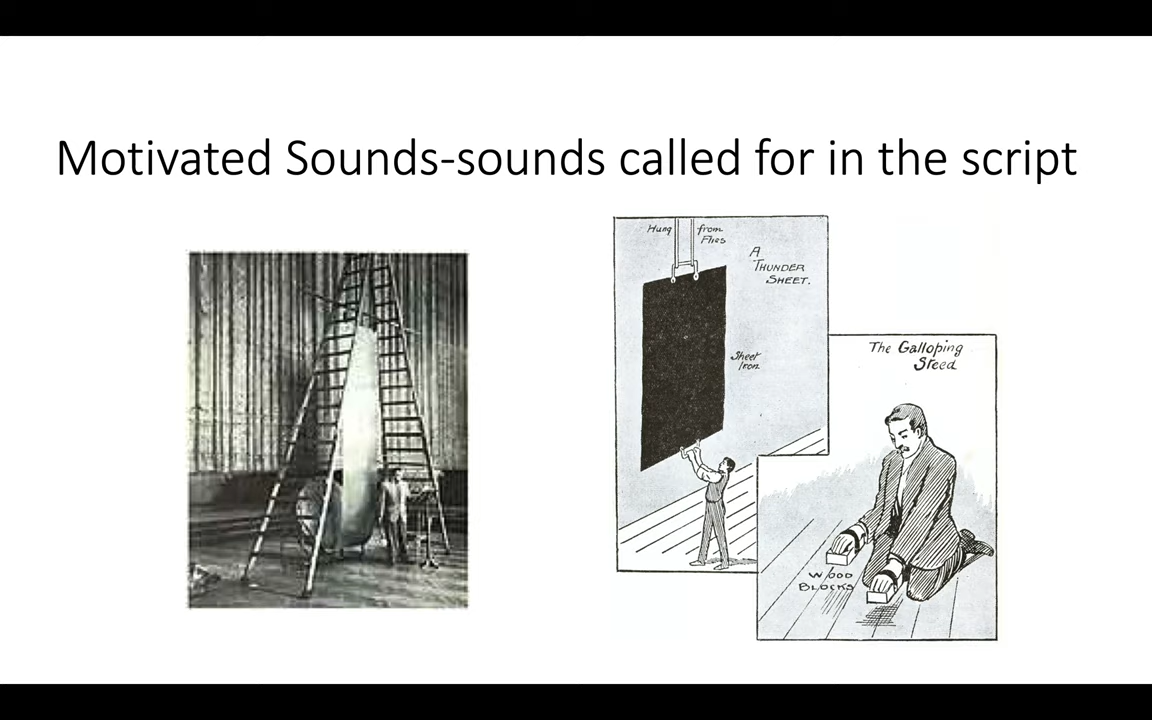 Motivated Sounds-sounds called for in the script
Hung from
Flies
A
THUNDER
SHEET.
Sheet
Iron.
The Galloping
Steed
WOOD
BLOCKS